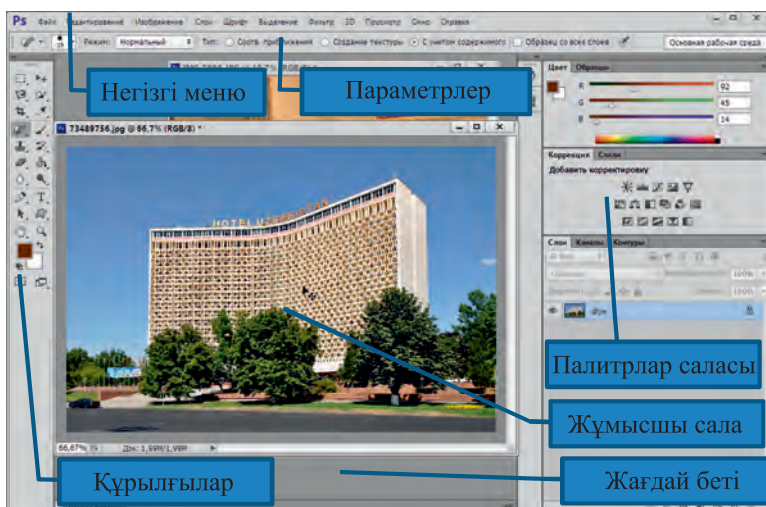 Ps Файл Редактирование Изображение Слои Шрифт Выделение Фильтр 3D Просмотр Окно Справка
Режим: Нормальный Тип: Соотв. приближения Создание текстуры С учетом содержимого Образец со всех слоев Основная рабочая среда
Негізгі меню
Параметрлер
73489756.jpg @ 66,7% (RGB/8) *
HOTEL UZBEKISTAN
Цвет Образцы
R 92
G 45
B 14
Коррекция Стили
Добавить корректировку
Слои Каналы Контуры
100%
100%
Фон
Палитрлар саласы
Жұмысшы сала
66,67% Док: 1,99M/1,99M
Құрылғылар
Жағдай беті